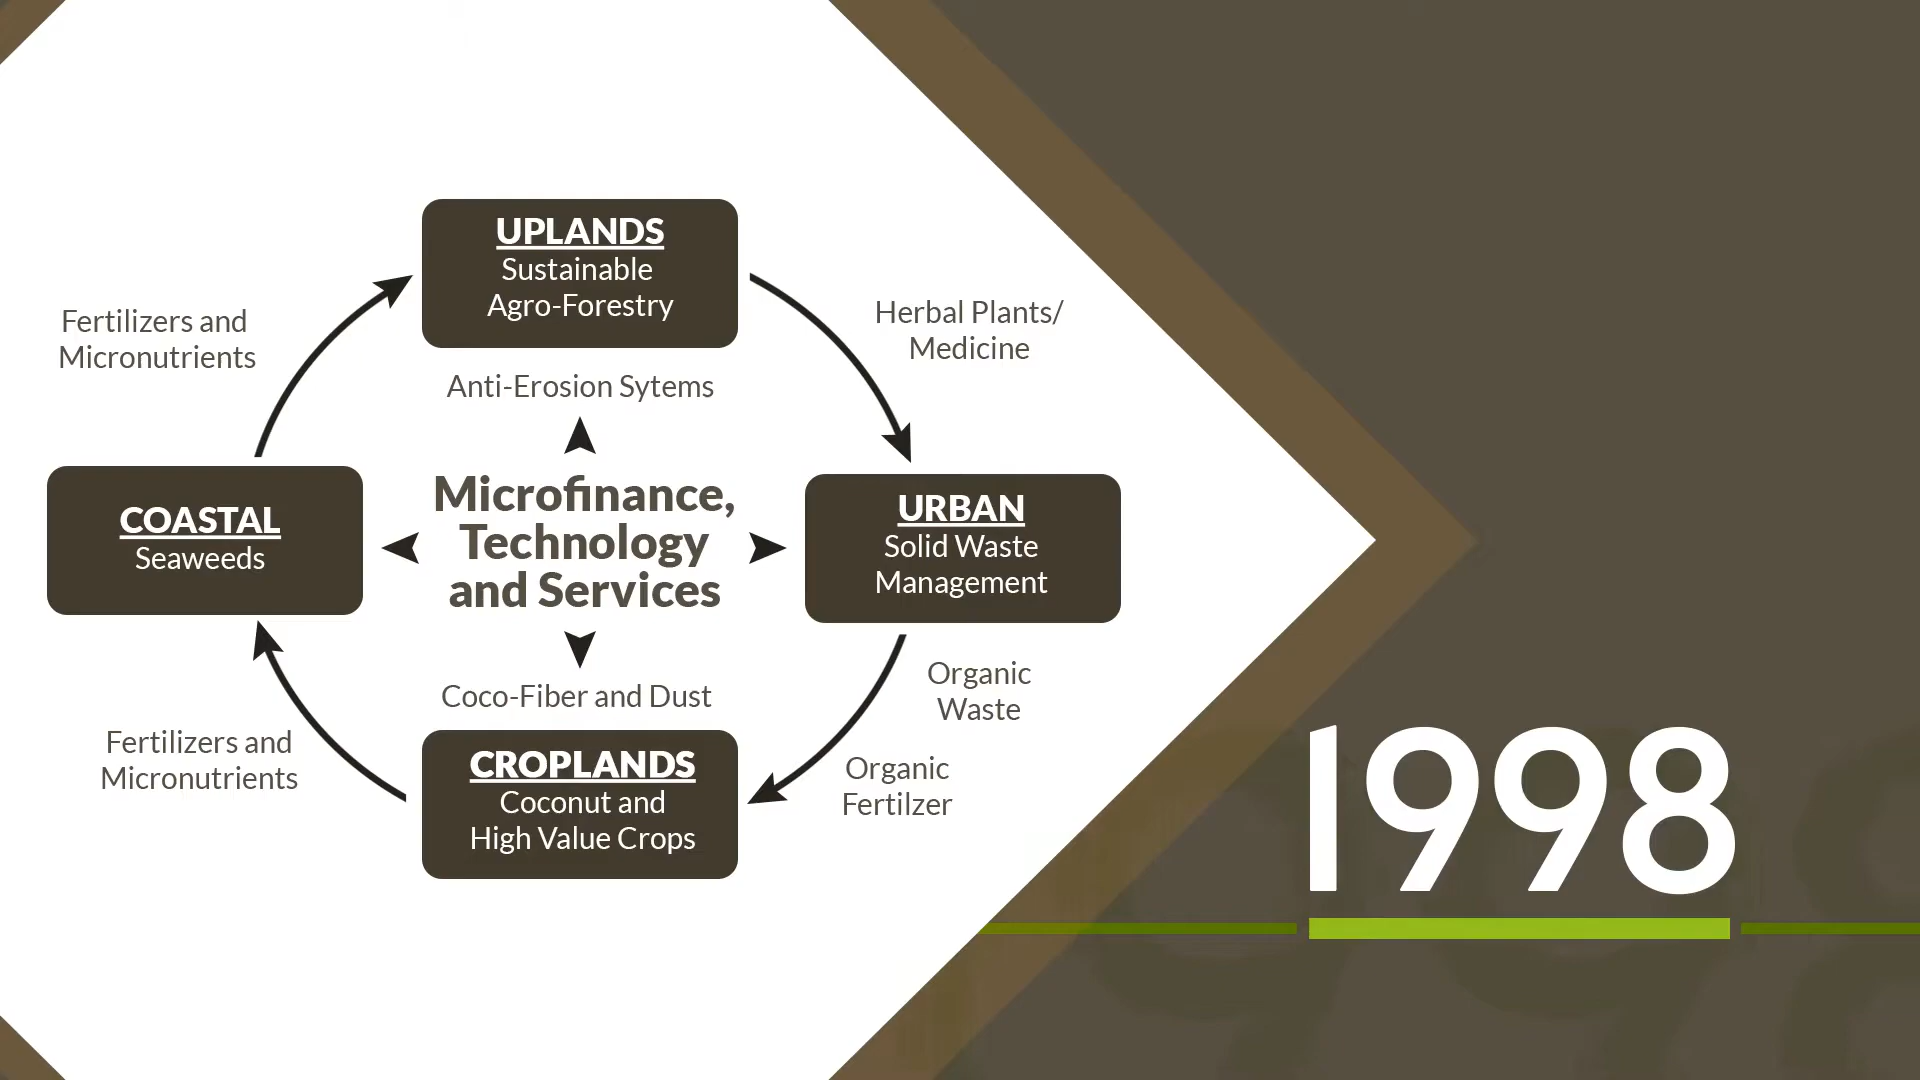 UPLANDS
Sustainable
Agro-Forestry
Fertilizers and
Micronutrients
Herbal Plants/
Medicine
Anti-Erosion Sytems
COASTAL
Seaweeds
Microfinance,
Technology
and Services
URBAN
Solid Waste
Management
Organic
Waste
Coco-Fiber and Dust
Fertilizers and
Micronutrients
CROPLANDS
Coconut and
High Value Crops
Organic
Fertilzer
1998